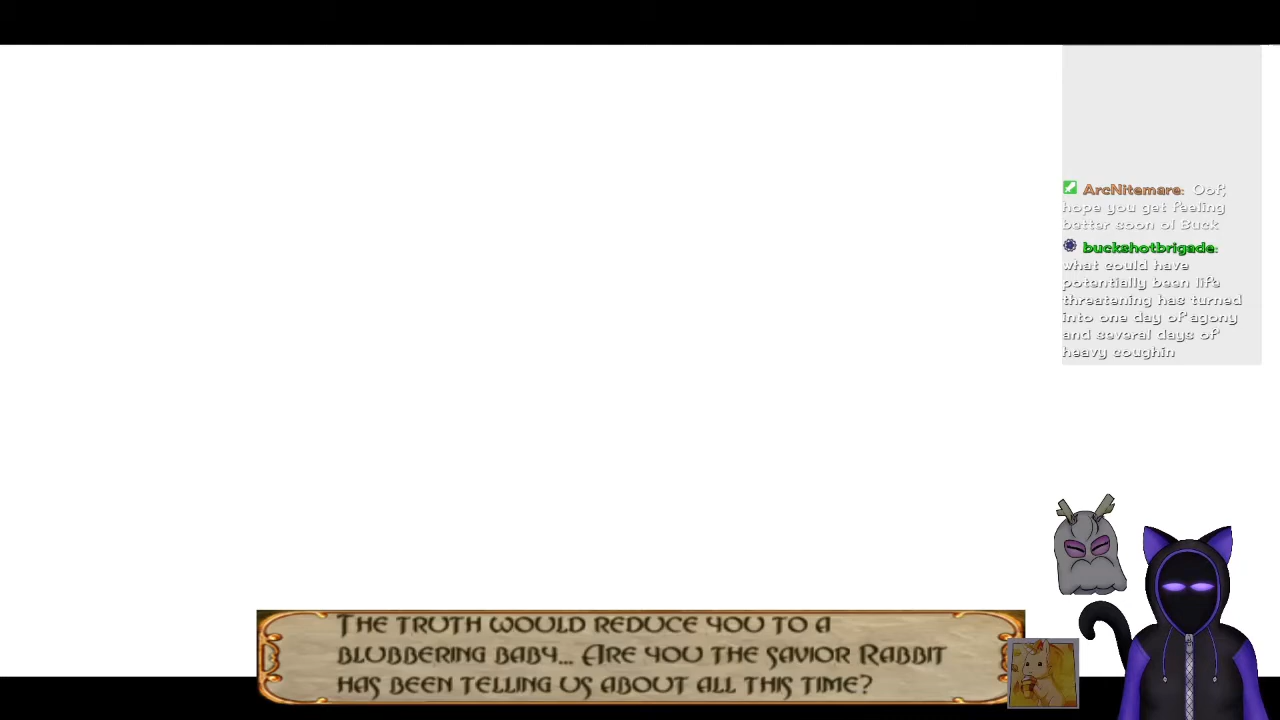 ArcNitemare: Oof,
hope you get feeling
better soon ol Buck
buckshotbrigade:
what could have
potentially been life
threatening has turned
into one day of agony
and several days of
heavy coughin
The truth would reduce you to a
blubbering baby... Are you the savior Rabbit
has been telling us about all this time?